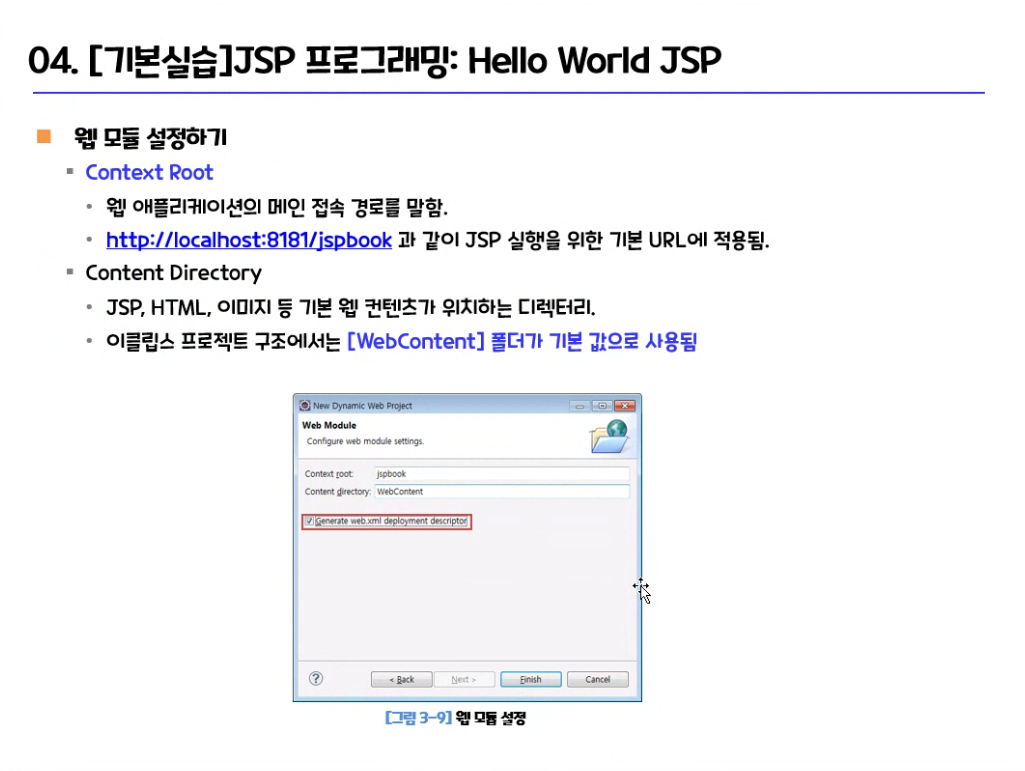 04. [기본실습]JSP 프로그래밍: Hello World JSP
웹 모듈 설정하기
Context Root
웹 애플리케이션의 메인 접속 경로를 말함.
http://localhost:8181/jspbook 과 같이 JSP 실행을 위한 기본 URL에 적용됨.
Content Directory
JSP, HTML, 이미지 등 기본 웹 컨텐츠가 위치하는 디렉터리.
이클립스 프로젝트 구조에서는 [WebContent] 폴더가 기본 값으로 사용됨
New Dynamic Web Project
Web Module
Configure web module settings.
Context root: jspbook
Content directory: WebContent
Generate web.xml deployment descriptor
? < Back Next > Finish Cancel
[그림 3-9] 웹 모듈 설정